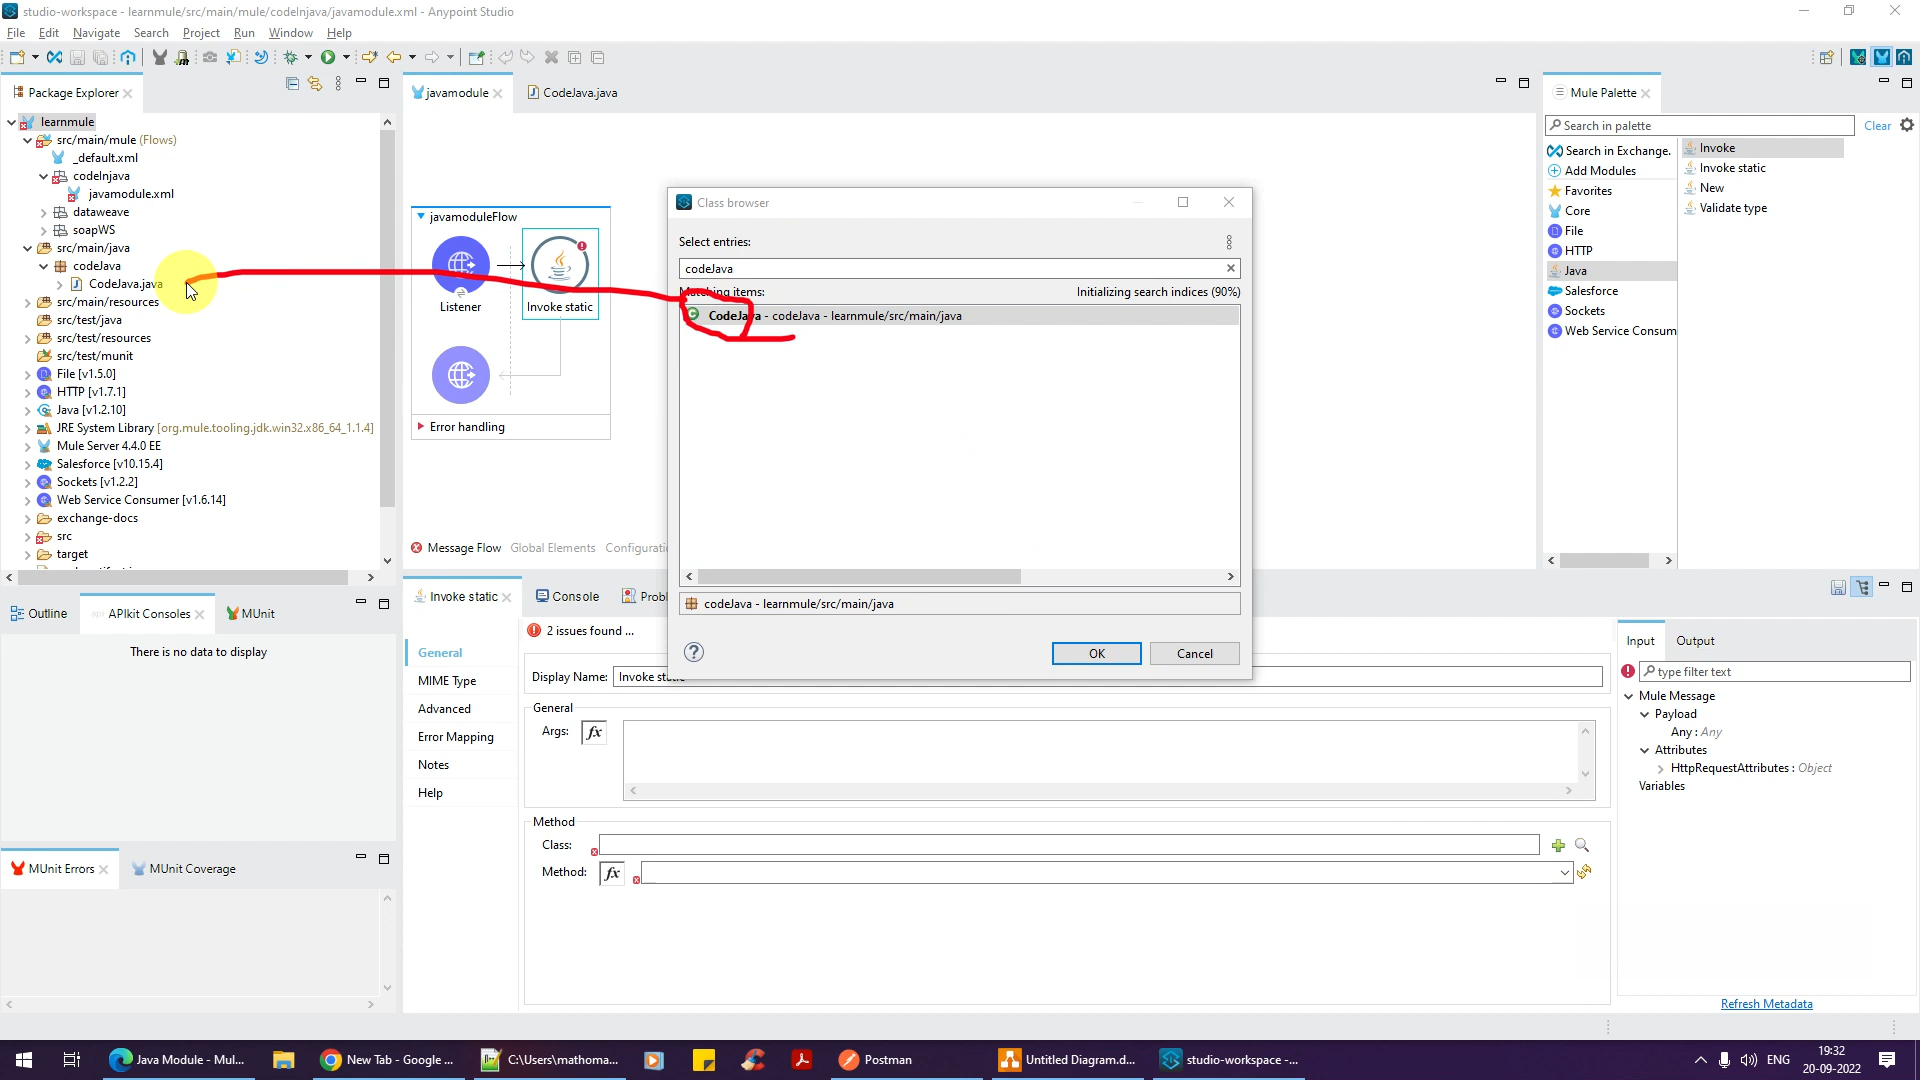 studio-workspace - learnmule/src/main/mule/codeInjava/javamodule.xml - Anypoint Studio
File Edit Navigate Search Project Run Window Help
Package Explorer
learnmule
src/main/mule (Flows)
_default.xml
codeInjava
javamodule.xml
dataweave
soapWS
src/main/java
codeJava
CodeJava.java
src/main/resources
src/test/java
src/test/resources
src/test/munit
File [v1.5.0]
HTTP [v1.7.1]
Java [v1.2.10]
JRE System Library [org.mule.tooling.jdk.win32.x86_64_1.1.4]
Mule Server 4.4.0 EE
Salesforce [v10.15.4]
Sockets [v1.2.2]
Web Service Consumer [v1.6.14]
exchange-docs
src
target
Outline APIkit Consoles MUnit
There is no data to display
MUnit Errors MUnit Coverage
javamodule CodeJava.java
javamoduleFlow
Listener
Invoke static
Error handling
Message Flow Global Elements Configurati
Class browser
Select entries:
codeJava
Matching items: Initializing search indices (90%)
CodeJava - codeJava - learnmule/src/main/java
codeJava - learnmule/src/main/java
OK Cancel
Mule Palette
Search in palette Clear
Search in Exchange.
Add Modules
Favorites
Core
File
HTTP
Java
Salesforce
Sockets
Web Service Consum
Invoke
Invoke static
New
Validate type
Invoke static Console Probl
General
MIME Type
Advanced
Error Mapping
Notes
Help
2 issues found ...
Display Name: Invoke static
General
Args: fx
Method
Class:
Method: fx
Input Output
type filter text
Mule Message
Payload
Any : Any
Attributes
HttpRequestAttributes : Object
Variables
Refresh Metadata
Java Module - Mul...
New Tab - Google ...
C:\Users\mathoma...
Postman
Untitled Diagram.d...
studio-workspace -...
ENG
19:32
20-09-2022